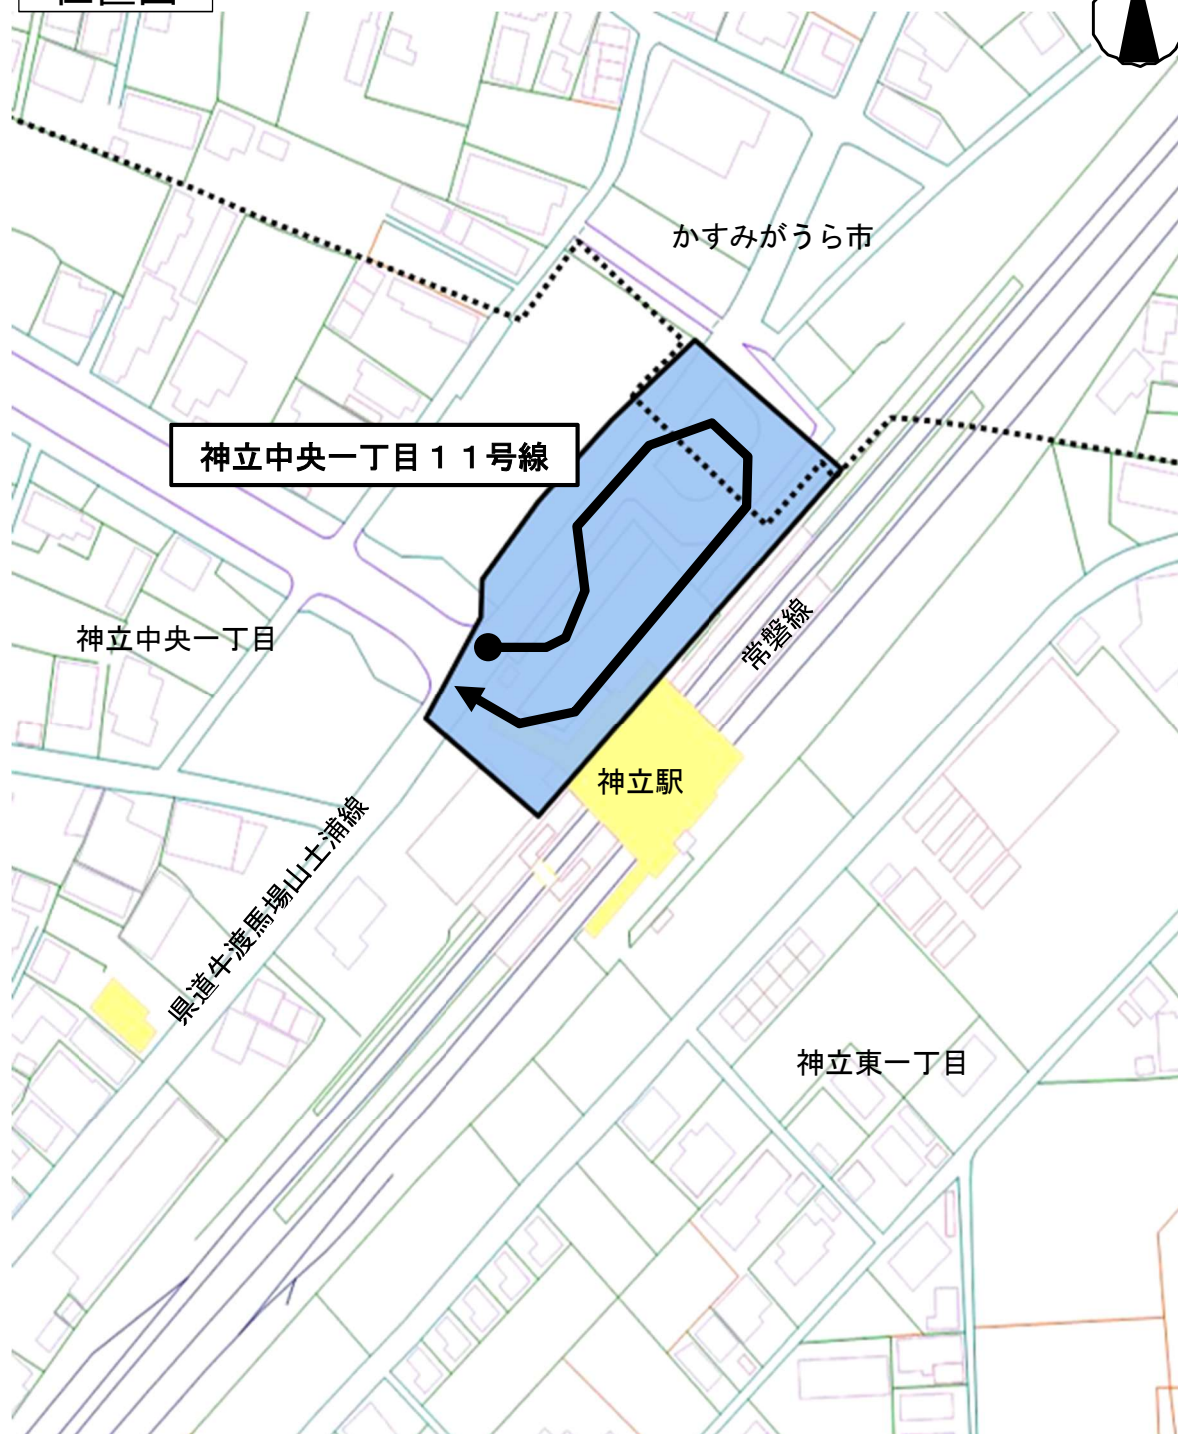 かすみがうら市
神立中央一丁目１１号線
神立中央一丁目
常磐線
神立駅
県道牛渡馬場山土浦線
神立東一丁目